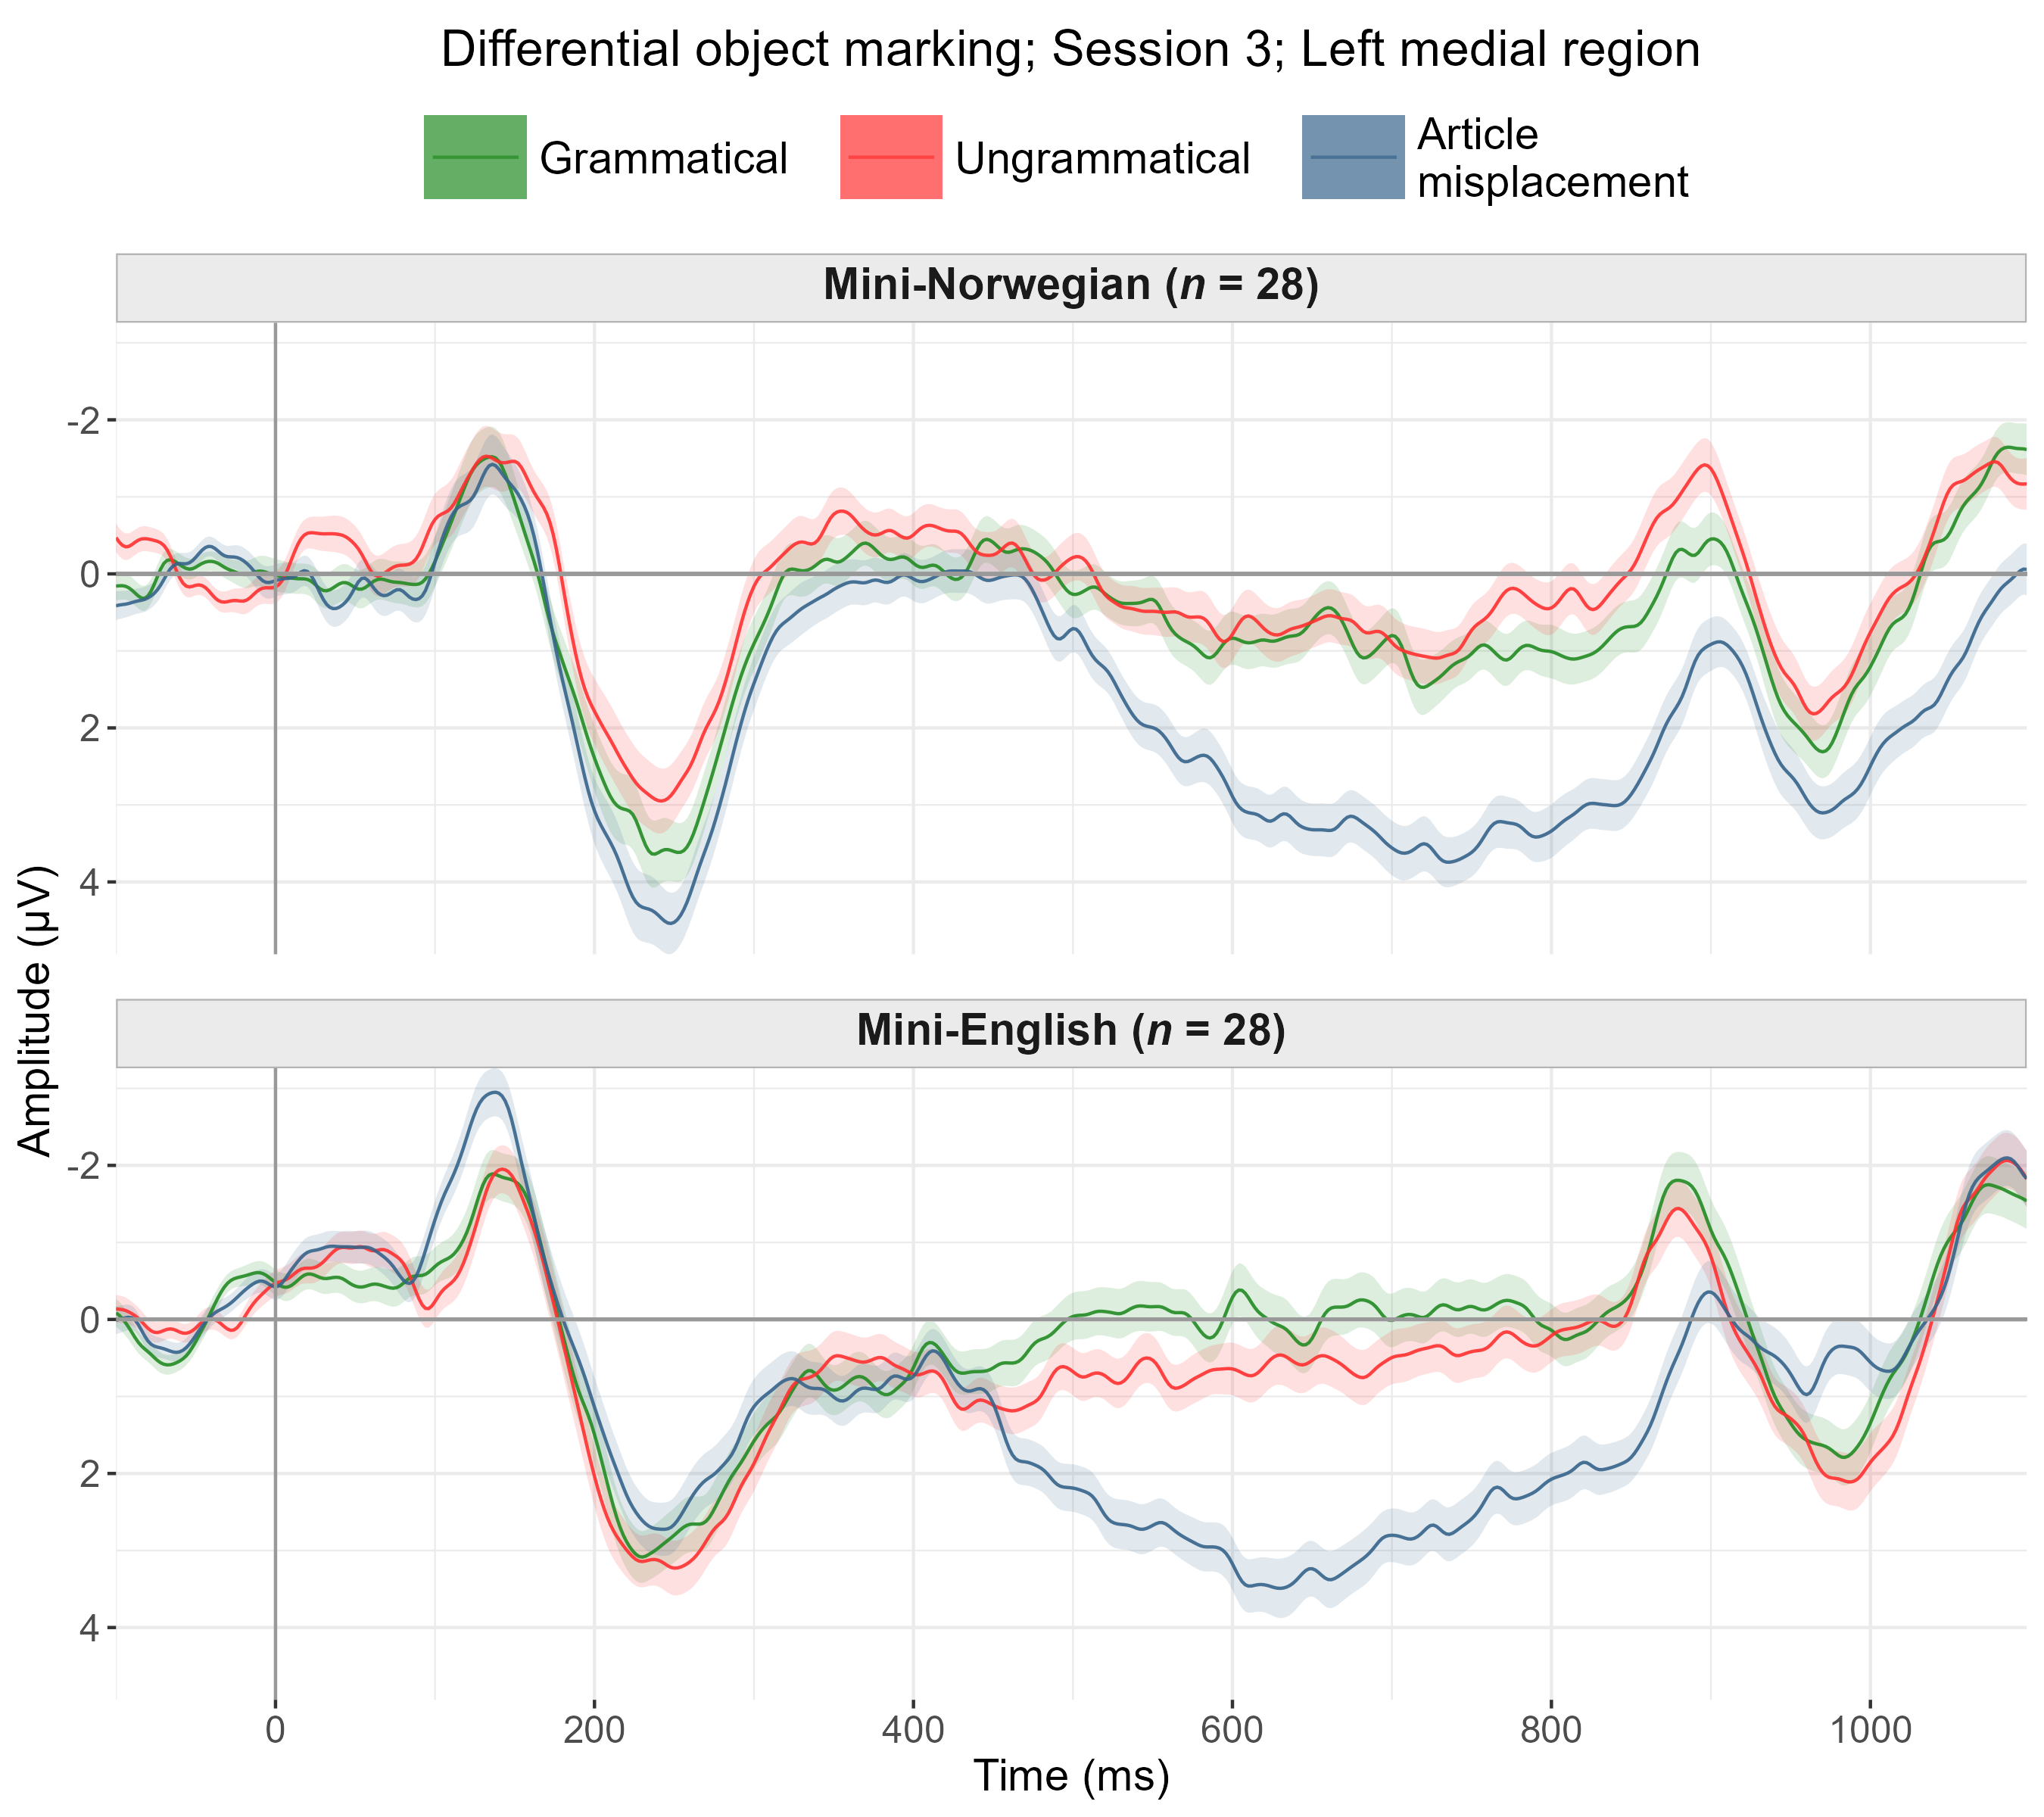 Differential object marking; Session 3; Left medial region
Grammatical
Ungrammatical
Article
misplacement
Mini-Norwegian (n = 28)
-2
0
2
4
Amplitude (µV)
Mini-English (n = 28)
-2
0
2
4
0 200 400 600 800 1000
Time (ms)